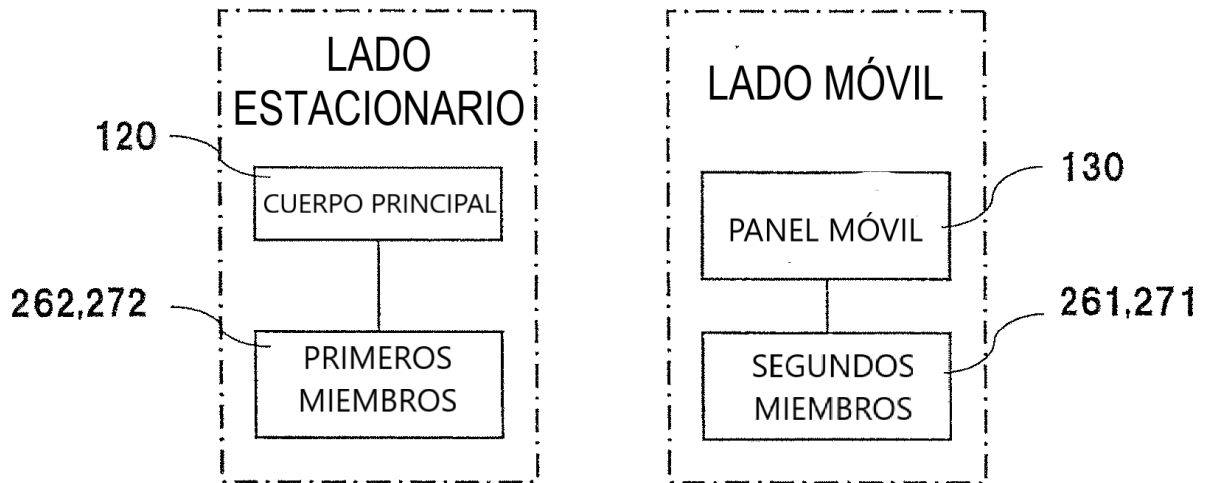 LADO
ESTACIONARIO
120
CUERPO PRINCIPAL
262,272
PRIMEROS
MIEMBROS
LADO MÓVIL
130
PANEL MÓVIL
261,271
SEGUNDOS
MIEMBROS